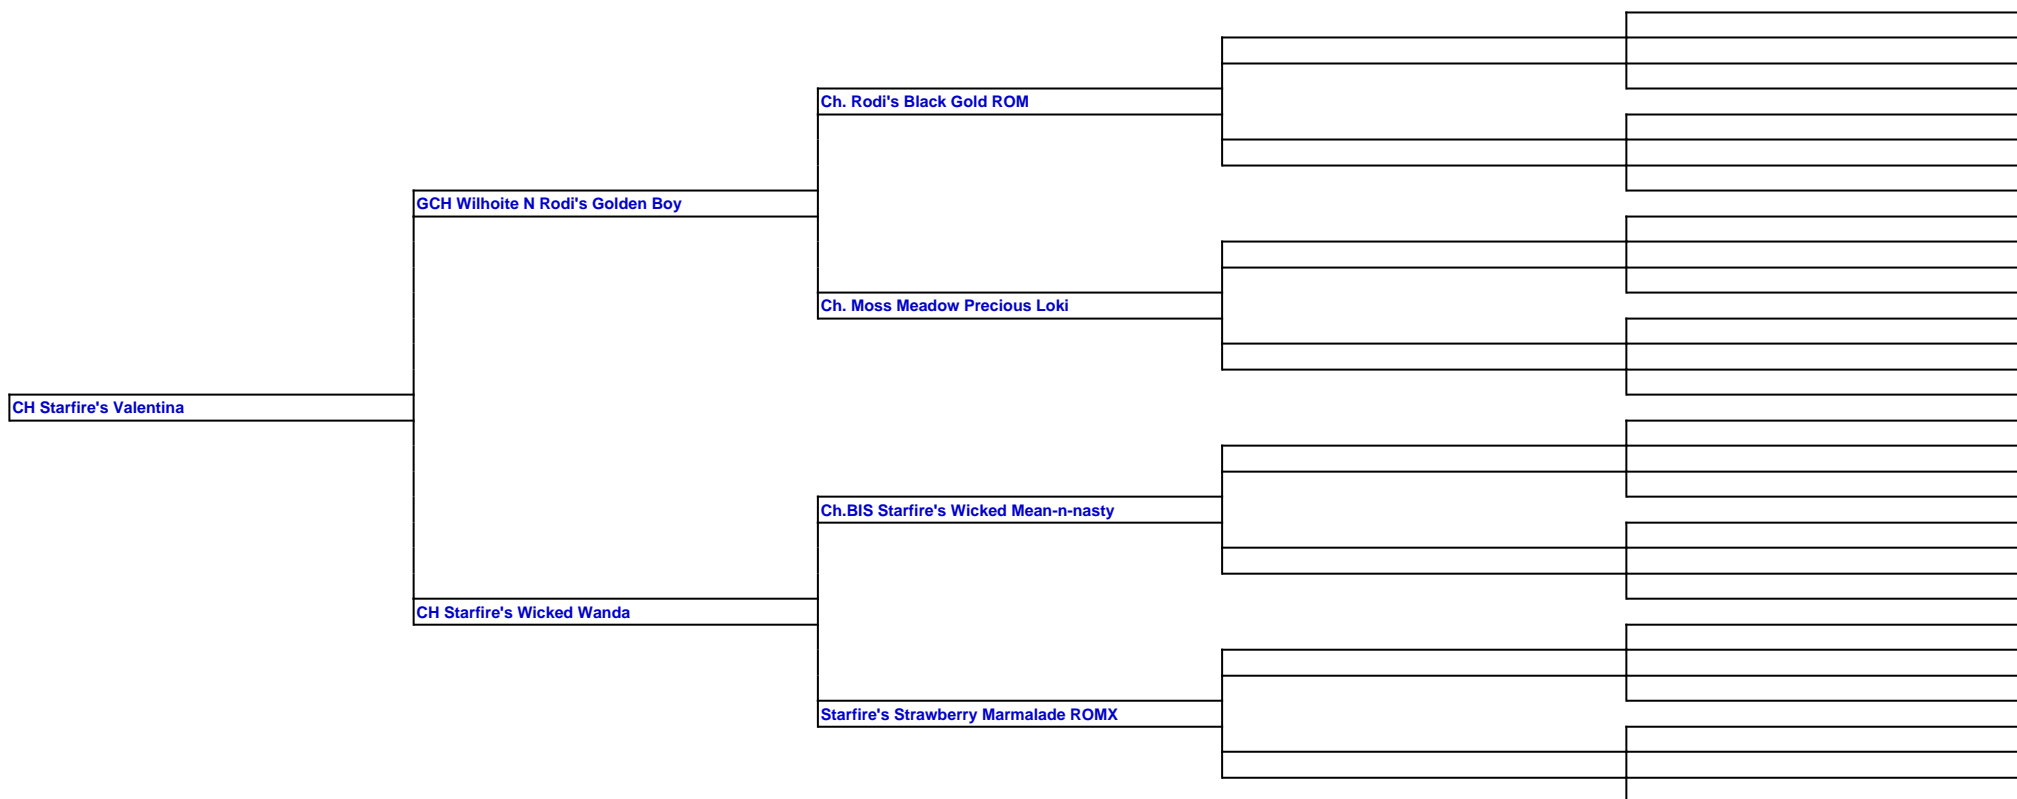 Ch. Rodi's Black Gold ROM
GCH Wilhoite N Rodi's Golden Boy
Ch. Moss Meadow Precious Loki
CH Starfire's Valentina
Ch.BIS Starfire's Wicked Mean-n-nasty
CH Starfire's Wicked Wanda
Starfire's Strawberry Marmalade ROMX